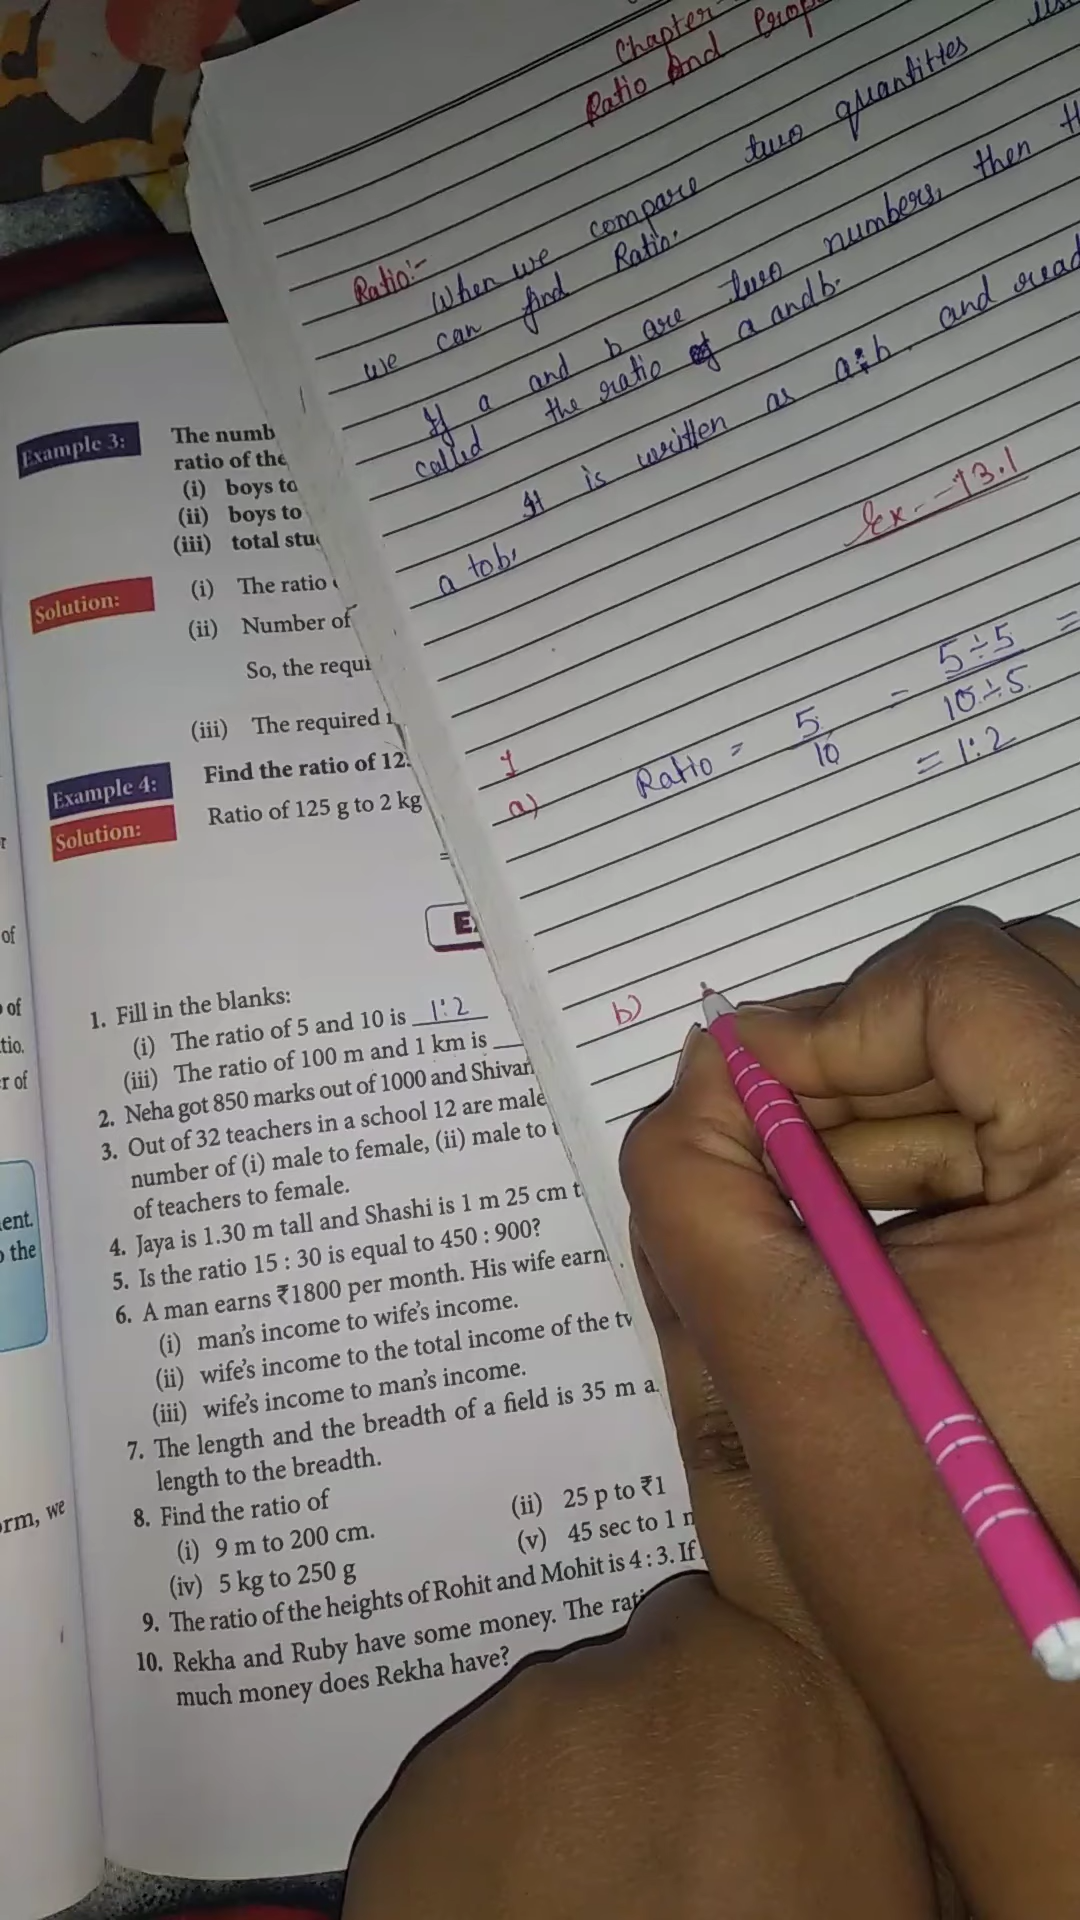 Chapter
Ratio And Prop
Ratio:-
When we compare two quantities
we can find Ratio.
If a and b are two numbers, then
called the ratio of a and b.
It is written as a:b and read
a to b.
Ex--13.1
1
a) Ratio = 5/10 = 5÷5/10÷5 =
= 1:2
b)
Example 3: The numb
ratio of the
(i) boys to
(ii) boys to
(iii) total stu
Solution: (i) The ratio
(ii) Number of
So, the requi
(iii) The required
Example 4: Find the ratio of 12
Solution: Ratio of 125 g to 2 kg
=
E
1. Fill in the blanks:
(i) The ratio of 5 and 10 is 1:2
(iii) The ratio of 100 m and 1 km is
2. Neha got 850 marks out of 1000 and Shivan
3. Out of 32 teachers in a school 12 are male
number of (i) male to female, (ii) male to
of teachers to female.
4. Jaya is 1.30 m tall and Shashi is 1 m 25 cm t
5. Is the ratio 15 : 30 is equal to 450 : 900?
6. A man earns ₹1800 per month. His wife earn
(i) man's income to wife's income.
(ii) wife's income to the total income of the tw
(iii) wife's income to man's income.
7. The length and the breadth of a field is 35 m a
length to the breadth.
8. Find the ratio of
(i) 9 m to 200 cm. (ii) 25 p to ₹1
(iv) 5 kg to 250 g (v) 45 sec to 1 m
9. The ratio of the heights of Rohit and Mohit is 4 : 3. If
10. Rekha and Ruby have some money. The rati
much money does Rekha have?
of
of
tio.
r of
ent.
the
orm, we